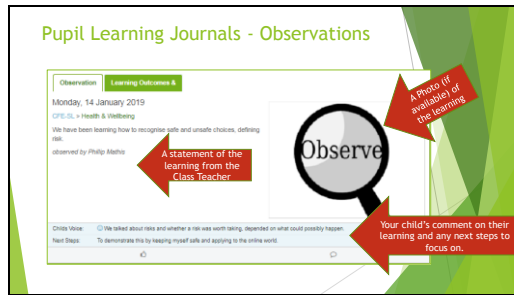 Pupil Learning Journals - Observations
Observation
Learning Outcomes &
Monday, 14 January 2019
CPE-SL > Health & Wellbeing
We have been learning how to recognise safe and unsafe choices, defining
risk.
observed by Phillip Mathis
A statement of the
learning from the
Class Teacher
Observe
A Photo (if
available) of
the learning
Childs Voice: We talked about risks and whether a risk was worth taking, depended on what could possibly happen.
Next Steps: To demonstrate this by keeping myself safe and applying to the online world.
Your child's comment on their
learning and any next steps to
focus on.